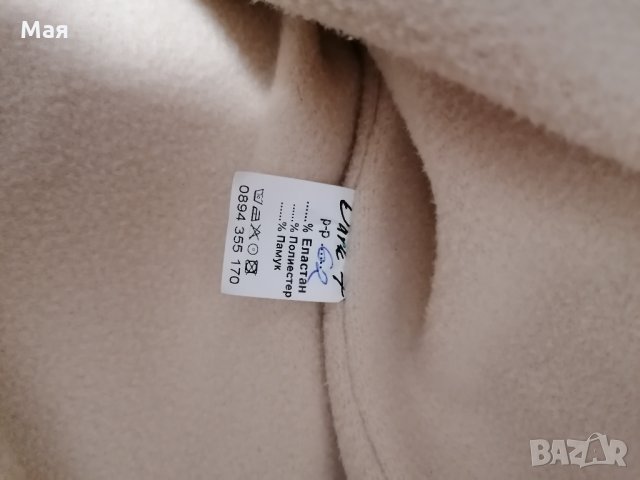 Мая
р-р
......% Еластан
......% Полиестер
......% Памук
0894 355 170
BAZAR